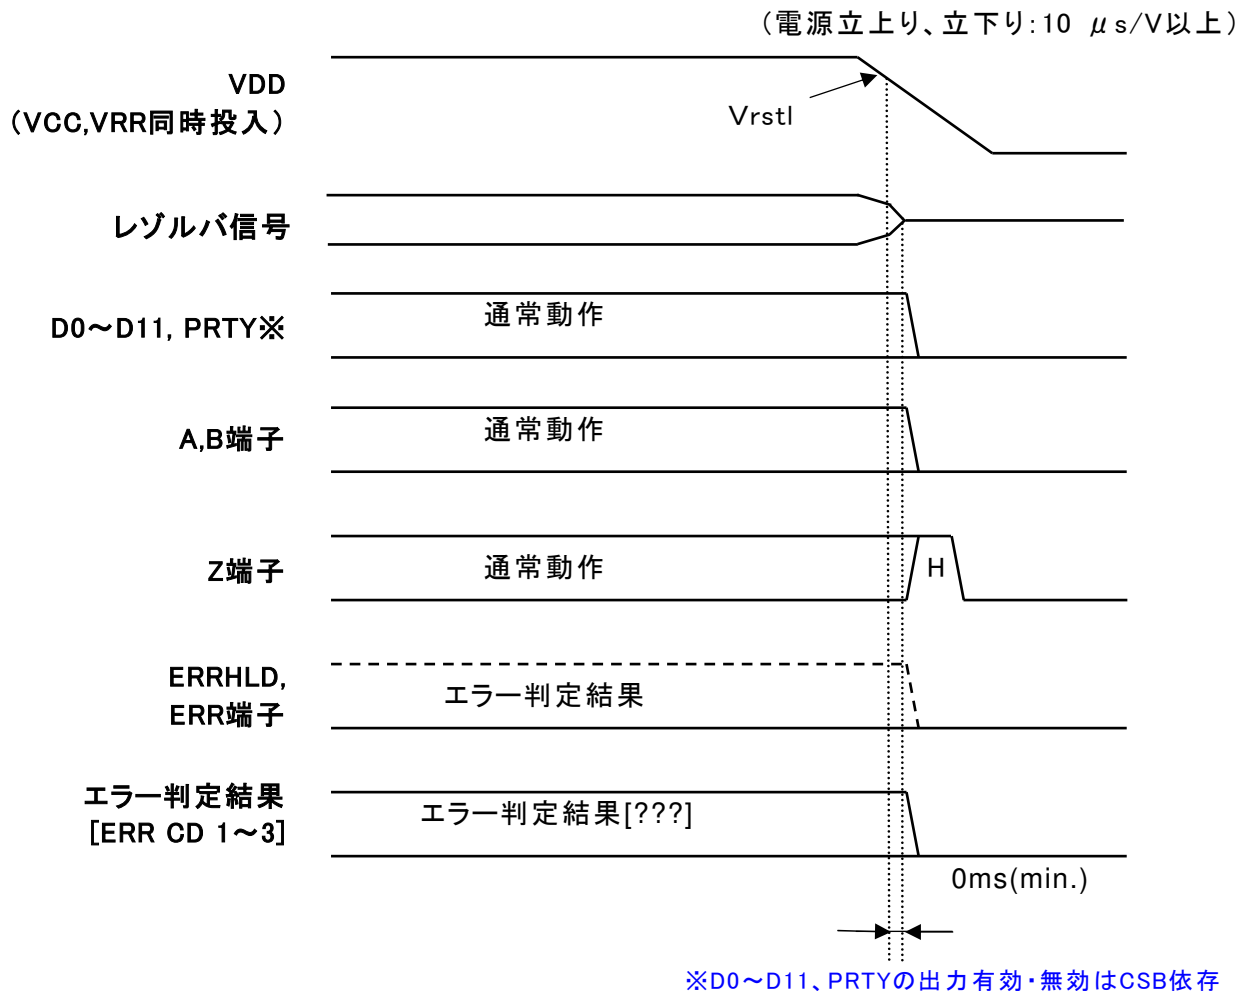 （電源立上り、立下り:10 μs/V以上）
VDD
（VCC,VRR同時投入）
Vrstl
レゾルバ信号
D0～D11, PRTY※
通常動作
A,B端子
通常動作
Z端子
通常動作
H
ERRHLD,
ERR端子
エラー判定結果
エラー判定結果
[ERR CD 1～3]
エラー判定結果[???]
0ms(min.)
※D0～D11、PRTYの出力有効・無効はCSB依存